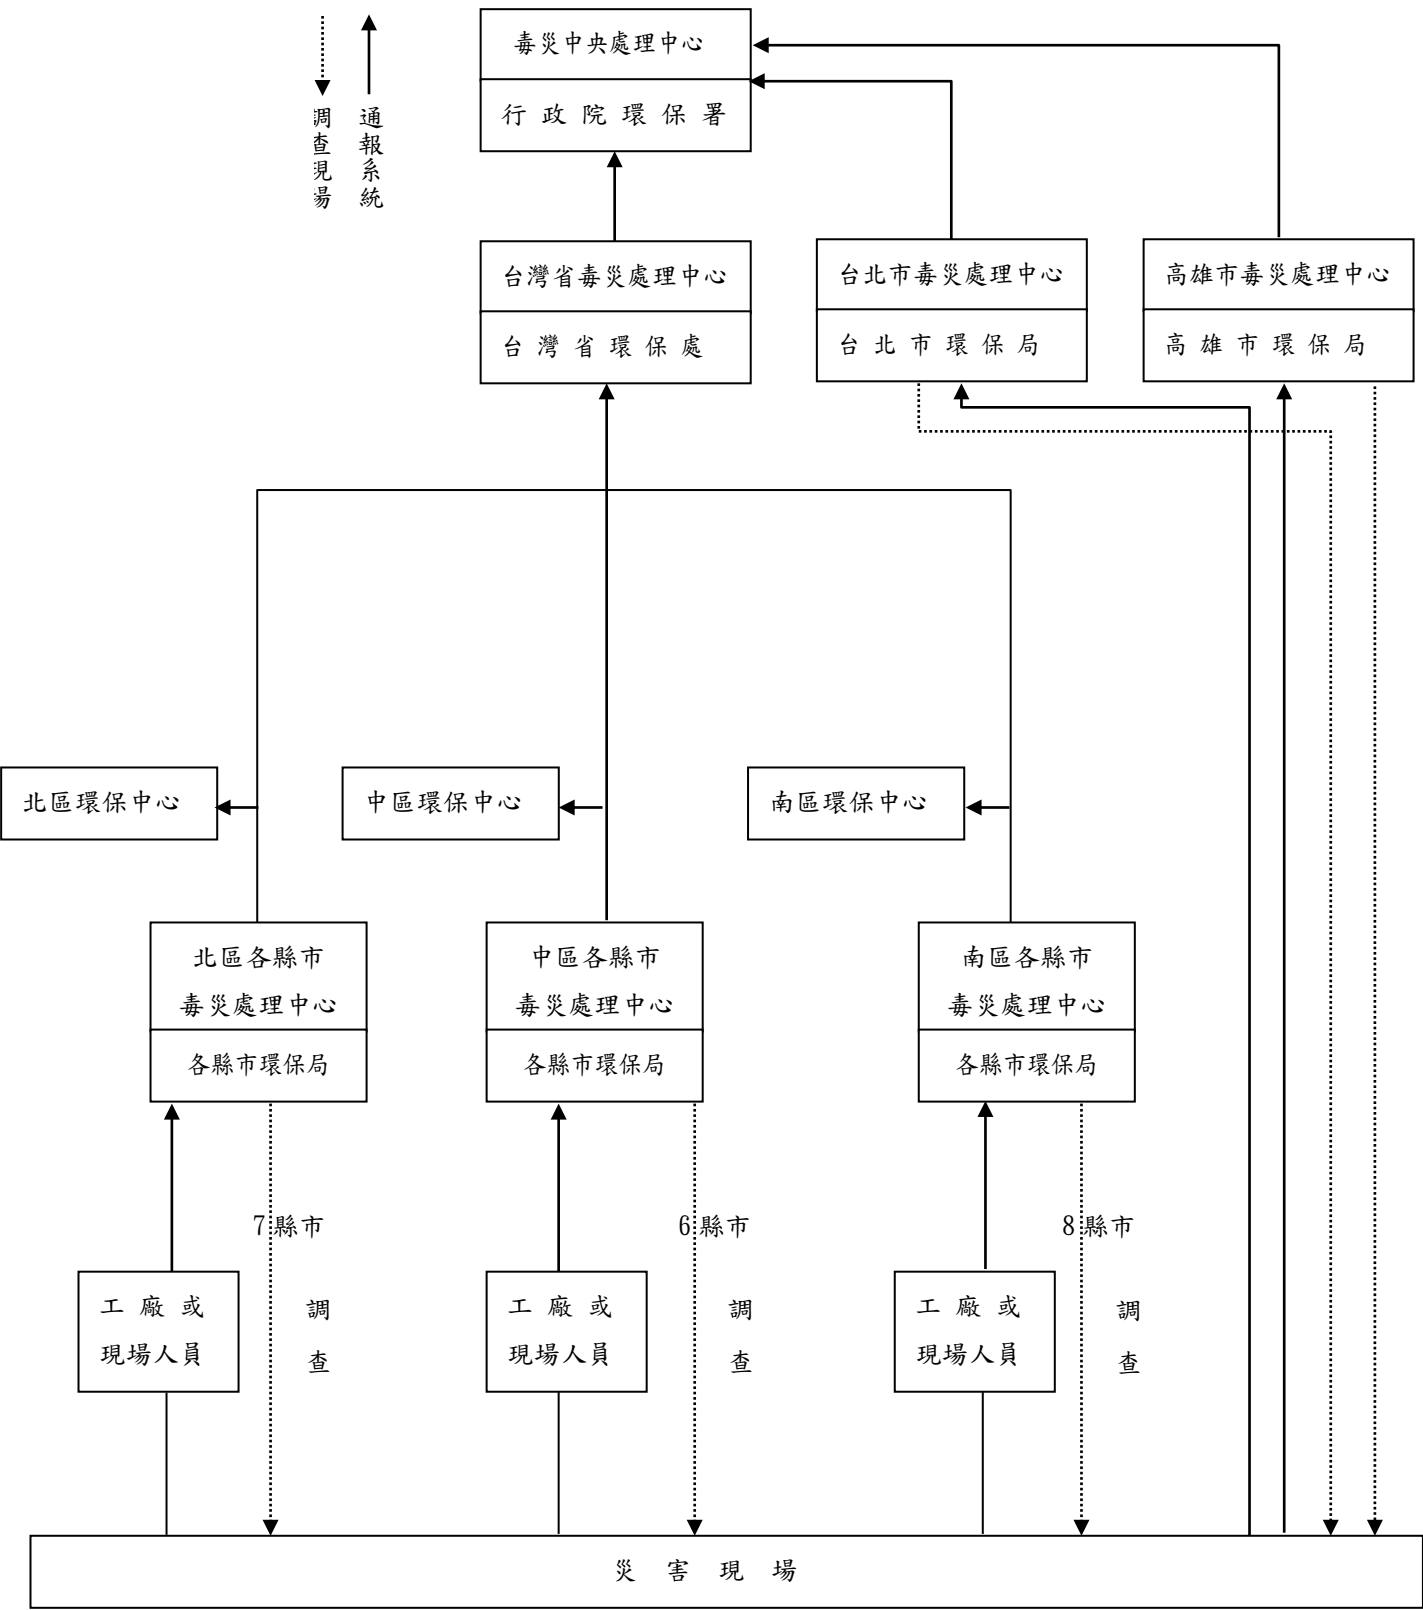 調查現場
通報系統
毒災中央處理中心
行政院環保署
台灣省毒災處理中心
台灣省環保處
台北市毒災處理中心
台北市環保局
高雄市毒災處理中心
高雄市環保局
北區環保中心
中區環保中心
南區環保中心
北區各縣市
毒災處理中心
各縣市環保局
中區各縣市
毒災處理中心
各縣市環保局
南區各縣市
毒災處理中心
各縣市環保局
7縣市
6縣市
8縣市
工廠或
現場人員
調查
工廠或
現場人員
調查
工廠或
現場人員
調查
災害現場